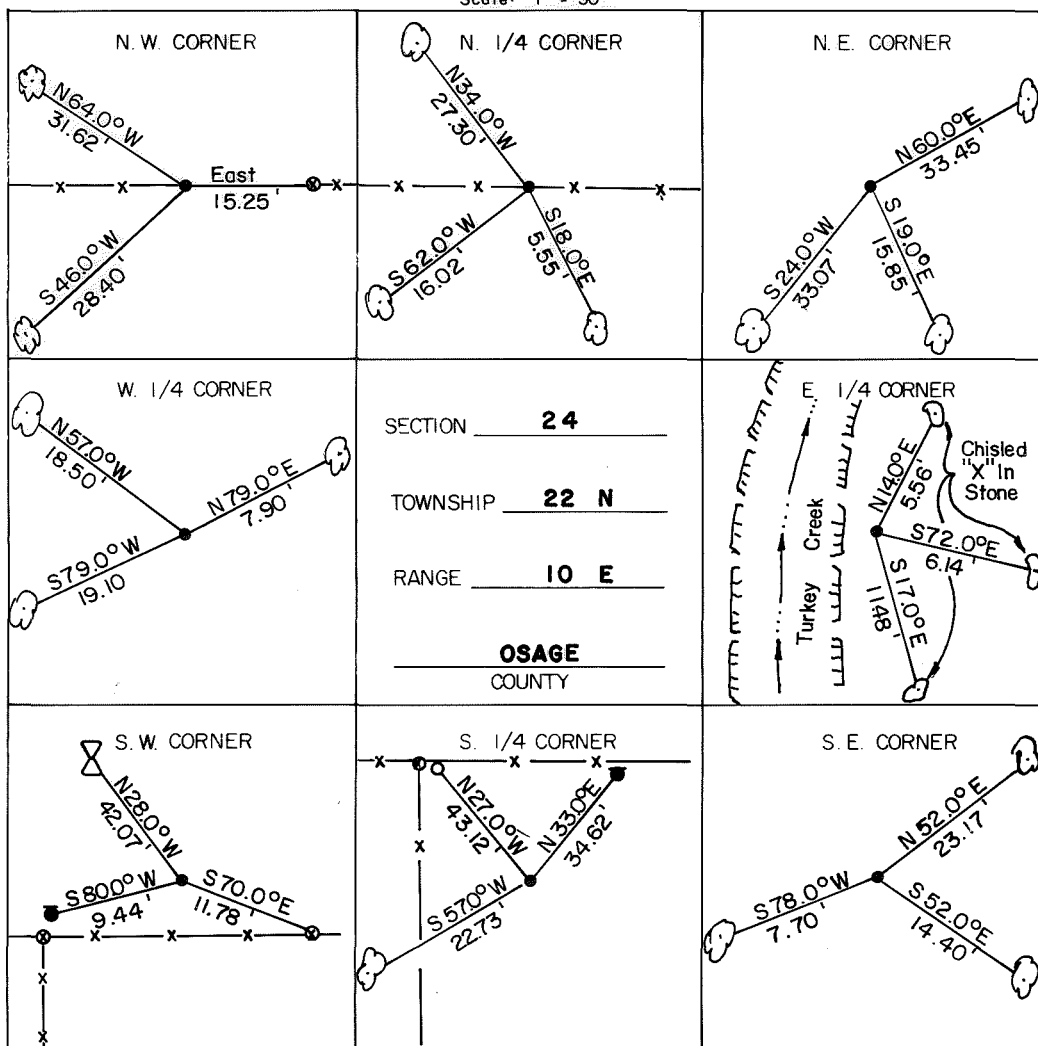 N.W. CORNER
N64.0°W
31.62'
East
15.25'
S46.0°W
28.40'
N. 1/4 CORNER
N34.0°W
27.30'
S62.0°W
16.02'
S18.0°E
5.55'
N.E. CORNER
N60.0°E
33.45'
S24.0°W
33.07'
S19.0°E
15.85'
W. 1/4 CORNER
N57.0°W
18.50'
N79.0°E
7.90'
S79.0°W
19.10
SECTION 24
TOWNSHIP 22 N
RANGE 10 E
OSAGE
COUNTY
E. 1/4 CORNER
Turkey Creek
N14.0°E
5.56'
Chisled
"X" In
Stone
S72.0°E
6.14'
S17.0°E
11.48'
S.W. CORNER
N28.0°W
42.07'
S80.0°W
9.44'
S70.0°E
11.78'
S. 1/4 CORNER
N27.0°W
43.12'
N33.0°E
34.62'
S57.0°W
22.73'
S.E. CORNER
N52.0°E
23.17'
S78.0°W
7.70'
S52.0°E
14.40'